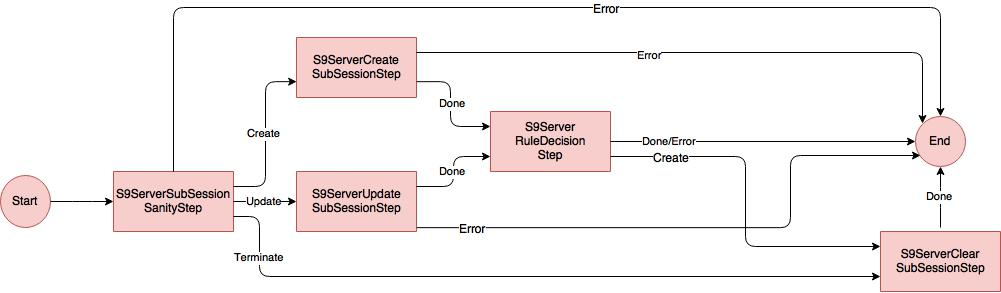 Error
S9ServerCreate
SubSessionStep
Error
Done
S9Server
RuleDecision
Step
Create
Done/Error
End
Create
Done
Start
S9ServerSubSession
SanityStep
Update
S9ServerUpdate
SubSessionStep
Done
Error
Terminate
S9ServerClear
SubSessionStep